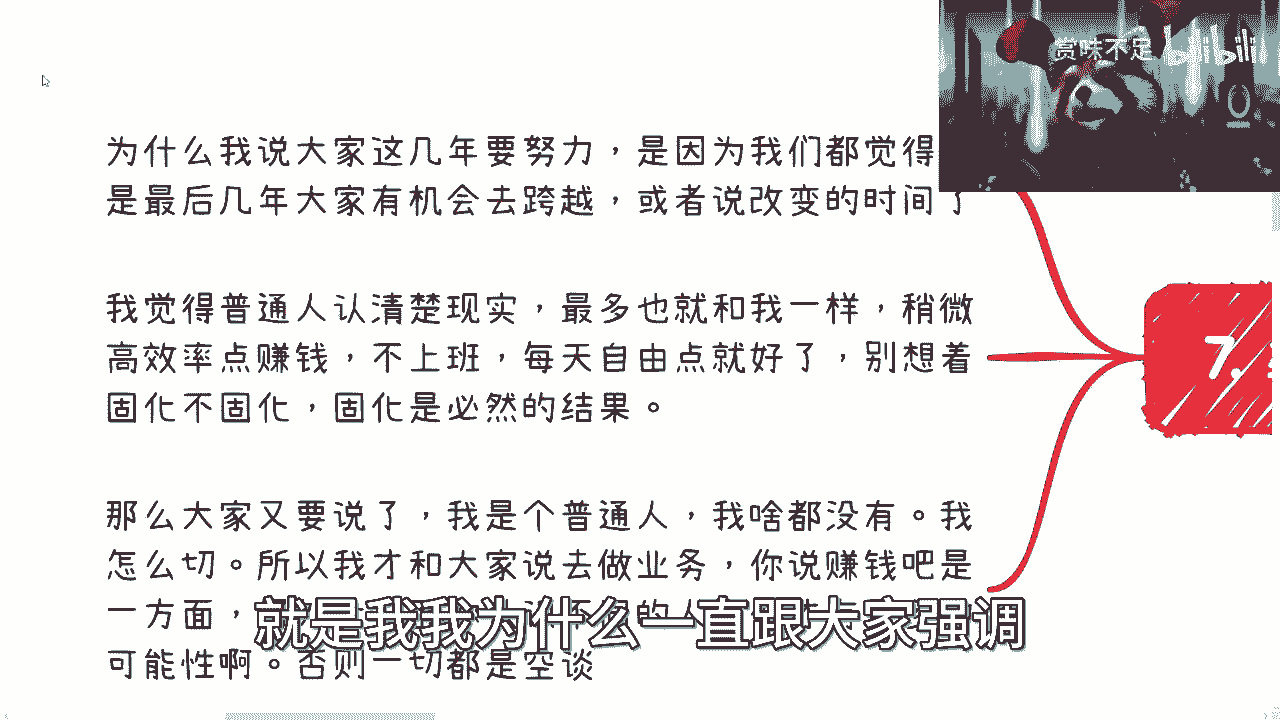 赏味不足 bilibili
为什么我说大家这几年要努力，是因为我们都觉得
是最后几年大家有机会去跨越，或者说改变的时间了
我觉得普通人认清楚现实，最多也就和我一样，稍微
高效率点赚钱，不上班，每天自由点就好了，别想着
固化不固化，固化是必然的结果。
7.
那么大家又要说了，我是个普通人，我啥都没有。我
怎么切。所以我才和大家说去做业务，你说赚钱吧是
一方面，
的人
可能性啊。否则一切都是空谈
就是我我为什么一直跟大家强调